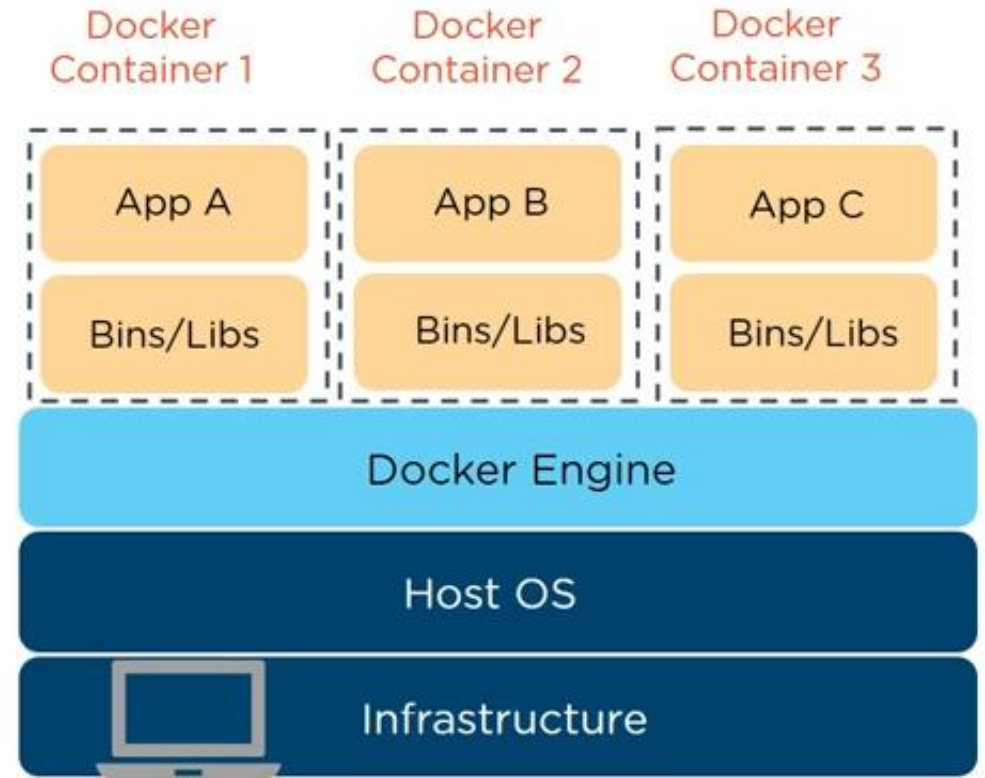 Docker
Container 1
Docker
Container 2
Docker
Container 3
App A
App B
App C
Bins/Libs
Bins/Libs
Bins/Libs
Docker Engine
Host OS
Infrastructure